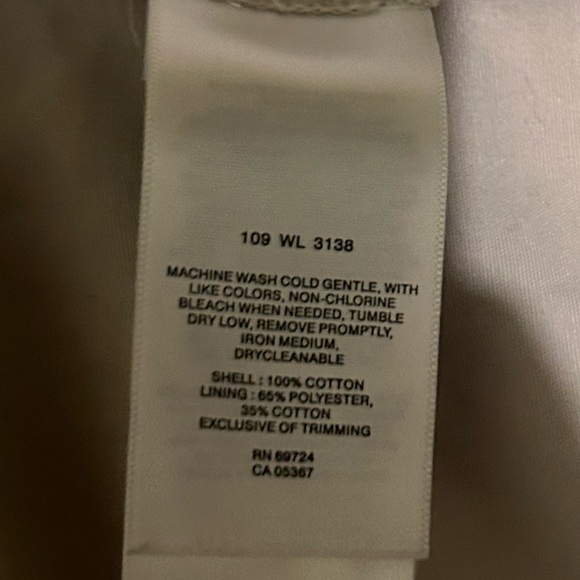 109 WL 3138
MACHINE WASH COLD GENTLE, WITH
LIKE COLORS, NON-CHLORINE
BLEACH WHEN NEEDED, TUMBLE
DRY LOW, REMOVE PROMPTLY,
IRON MEDIUM,
DRYCLEANABLE
SHELL : 100% COTTON
LINING : 65% POLYESTER,
35% COTTON
EXCLUSIVE OF TRIMMING
RN 69724
CA 05367